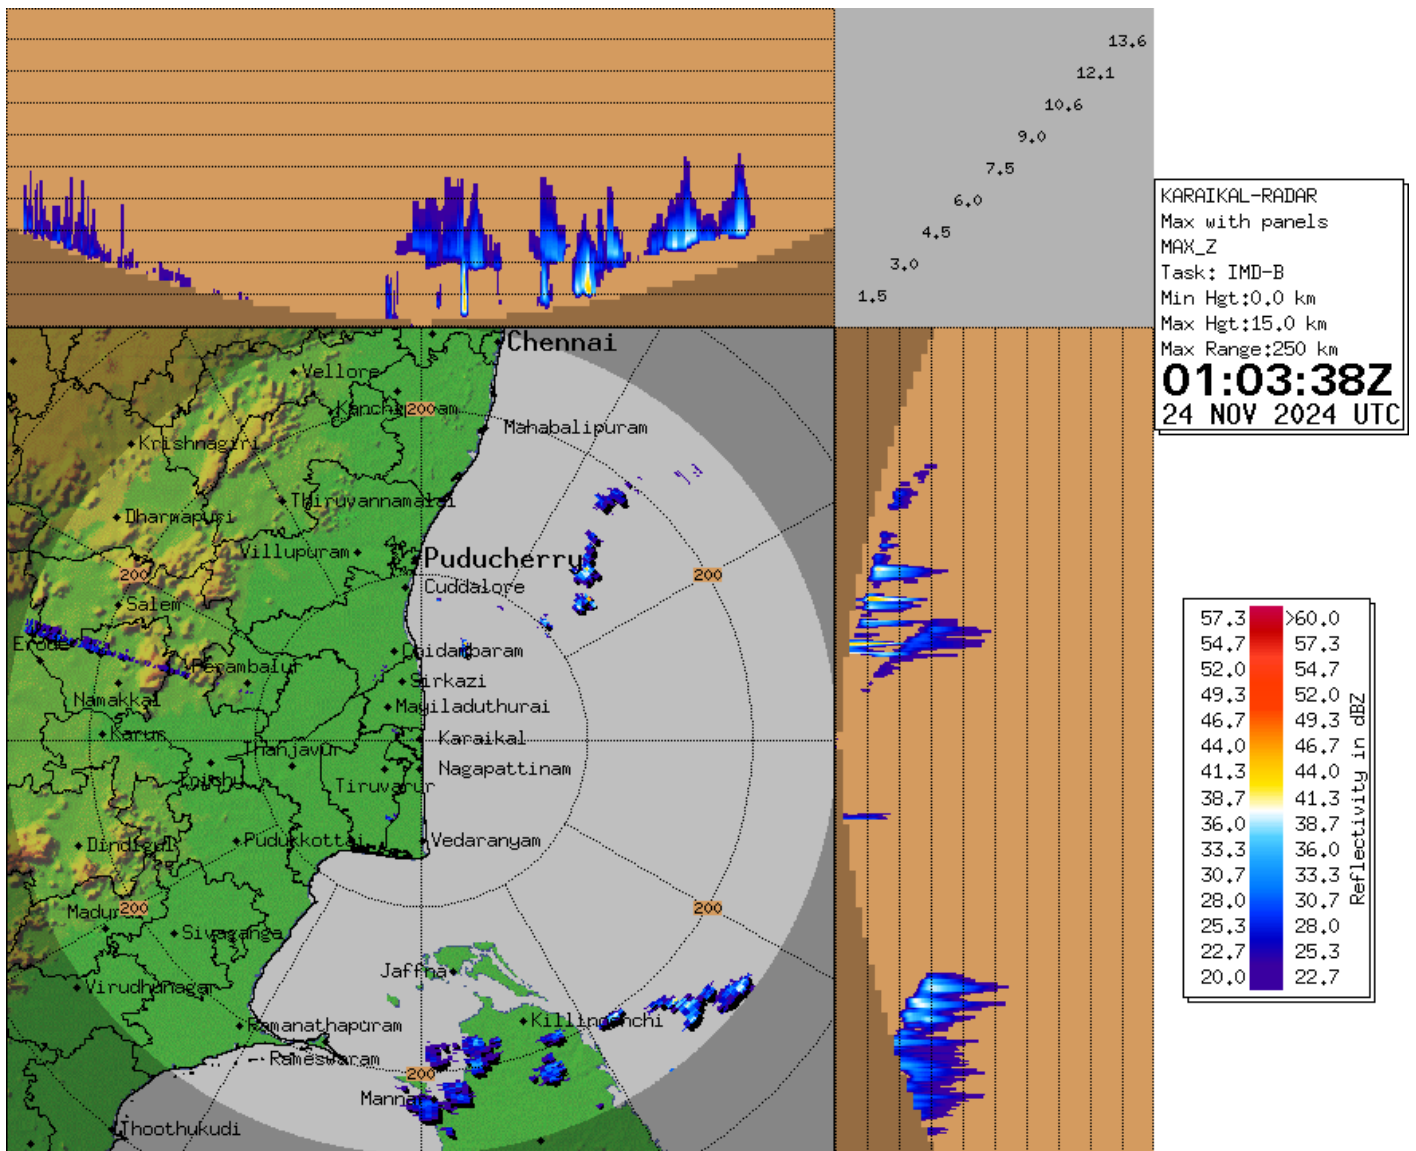 13.6
12.1
10.6
9.0
7.5
6.0
4.5
3.0
1.5
KARAIKAL-RADAR
Max with panels
MAX_Z
Task: IMD-B
Min Hgt:0.0 km
Max Hgt:15.0 km
Max Range:250 km
01:03:38Z
24 NOV 2024 UTC
Chennai
Vellore
200
Mahabalipuram
Krishnagiri
Thiruvannamalai
Dharmapuri
Villupuram
Puducherry
200
200
Cuddalore
Salem
Erode
Chidambaram
Perambalur
Sirkazi
Namakkal
Mayiladuthurai
Karur
Karaikal
Thanjavur
Nagapattinam
Tiruvarur
Dindigul
Pudukkottai
Vedaranyam
200
200
Madurai
Sivaganga
Jaffna
Virudhunagar
Ramanathapuram
Killinochchi
Rameswaram
200
Mannar
Thoothukudi
57.3 >60.0
54.7 57.3
52.0 54.7
49.3 52.0
46.7 49.3
44.0 46.7
41.3 44.0
38.7 41.3
36.0 38.7
33.3 36.0
30.7 33.3
28.0 30.7
25.3 28.0
22.7 25.3
20.0 22.7
Reflectivity in dBZ